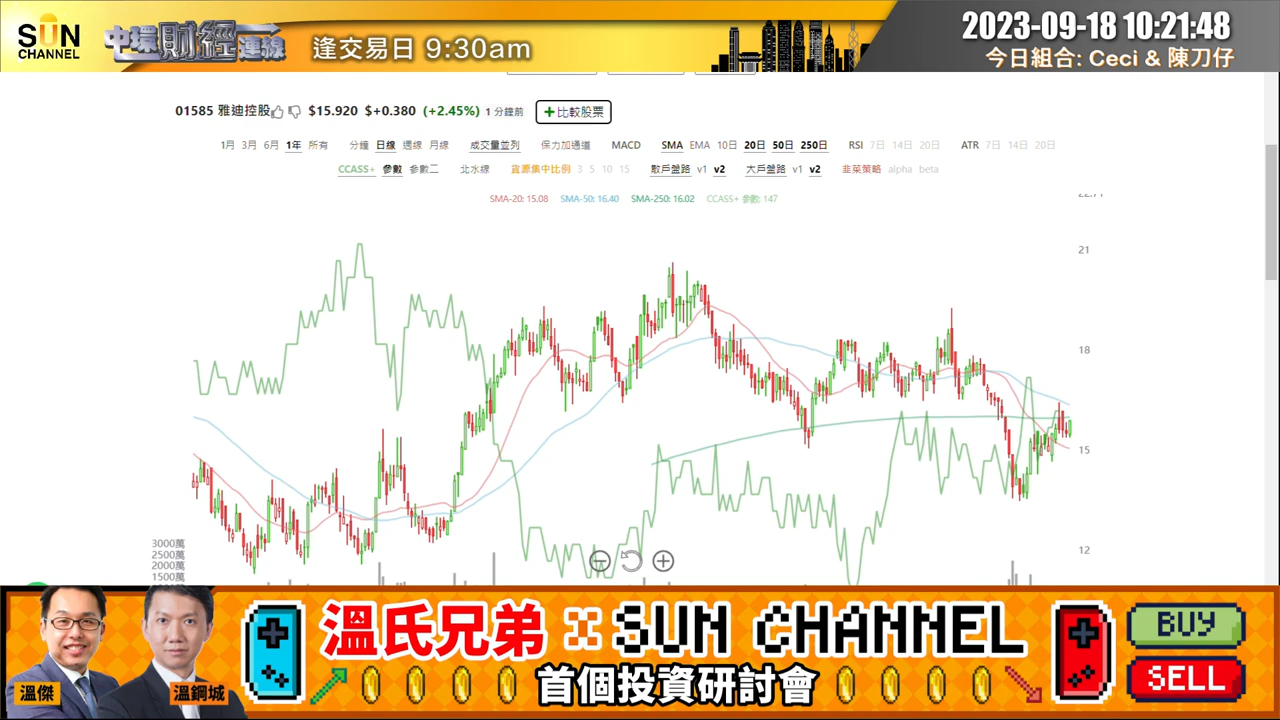 SUN
CHANNEL
中環財經連線
逢交易日 9:30am
2023-09-18 10:21:48
今日組合: Ceci & 陳刀仔
01585 雅迪控股 $15.920 $+0.380 (+2.45%) 1 分鐘前 +比較股票
1月 3月 6月 1年 所有 分鐘 日線 週線 月線 成交量並列 保力加通道 MACD SMA EMA 10日 20日 50日 250日 RSI 7日 14日 20日 ATR 7日 14日 20日
CCASS+ 參數 參數二 北水線 貨源集中比例 3 5 10 15 散戶盤路 v1 v2 大戶盤路 v1 v2 韭菜策略 alpha beta
SMA-20: 15.08 SMA-50: 16.40 SMA-250: 16.02 CCASS+ 參數: 147
21
18
15
12
3000萬
2500萬
2000萬
1500萬
溫氏兄弟 x SUN CHANNEL
首個投資研討會
溫傑
溫鋼城
BUY
SELL